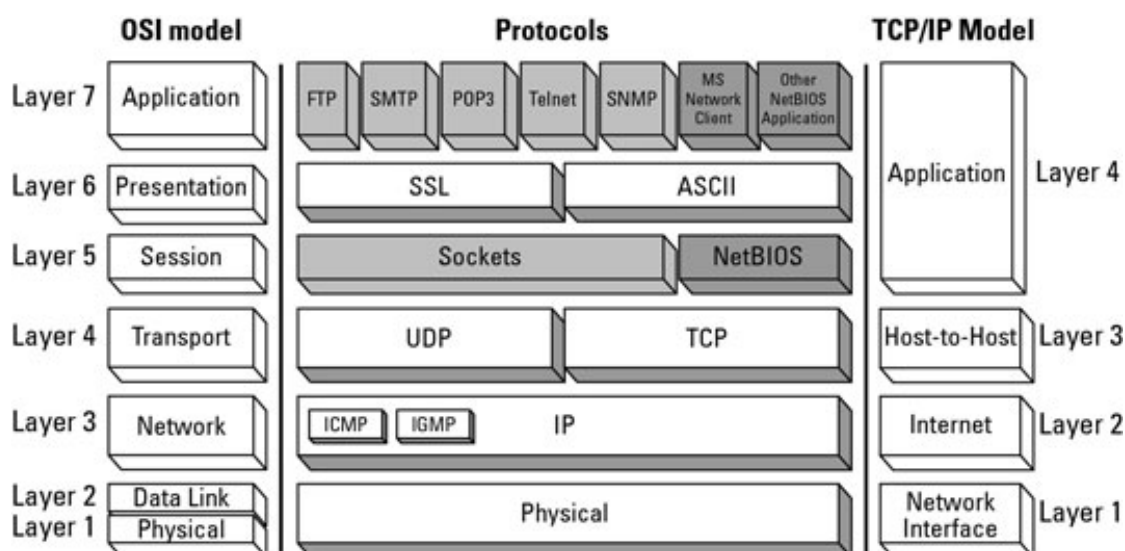 OSI model
Protocols
TCP/IP Model
Layer 7
Application
FTP
SMTP
POP3
Telnet
SNMP
MS
Network
Client
Other
NetBIOS
Application
Layer 6
Presentation
SSL
ASCII
Application
Layer 4
Layer 5
Session
Sockets
NetBIOS
Layer 4
Transport
UDP
TCP
Host-to-Host
Layer 3
Layer 3
Network
ICMP
IGMP
IP
Internet
Layer 2
Layer 2
Data Link
Layer 1
Physical
Physical
Network
Interface
Layer 1